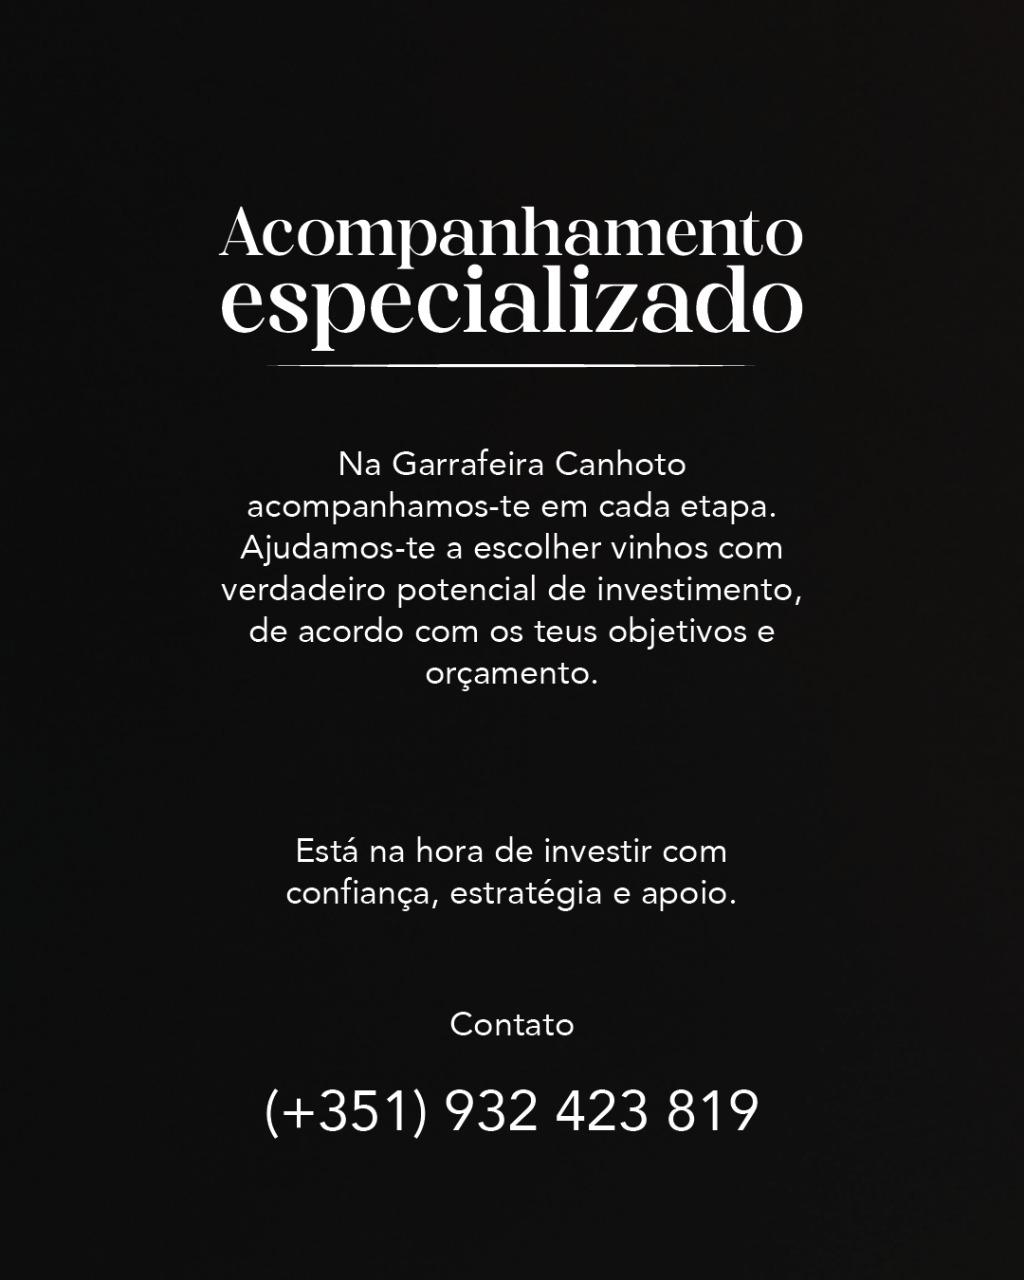 Acompanhamento
especializado
Na Garrafeira Canhoto
acompanhamos-te em cada etapa.
Ajudamos-te a escolher vinhos com
verdadeiro potencial de investimento,
de acordo com os teus objetivos e
orçamento.
Está na hora de investir com
confiança, estratégia e apoio.
Contato
(+351) 932 423 819